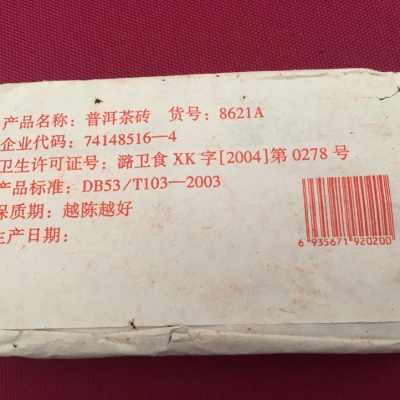 产品名称：普洱茶砖 货号：8621A
企业代码：74148516—4
卫生许可证号：潞卫食 XK 字[2004]第 0278 号
产品标准：DB53/T103—2003
保质期：越陈越好
生产日期：
6 935671 920200